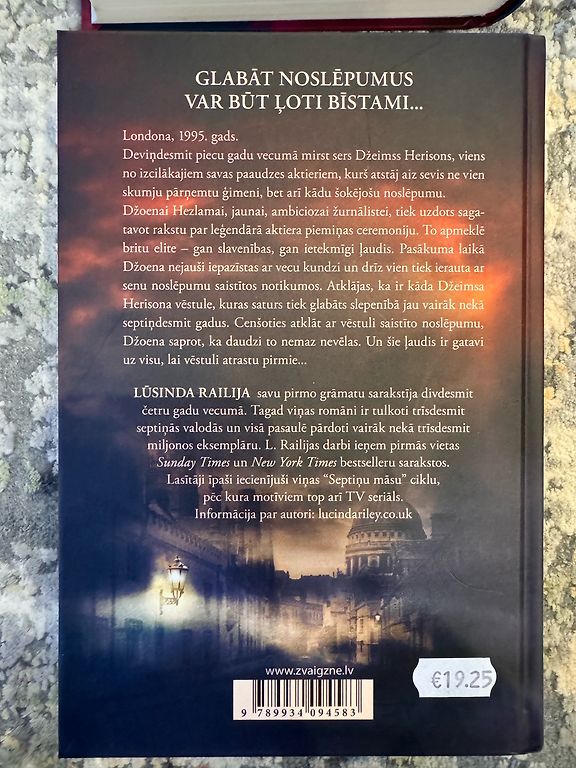 GLABĀT NOSLĒPUMUS
VAR BŪT ĻOTI BĪSTAMI...
Londona, 1995. gads.
Deviņdesmit piecu gadu vecumā mirst sers Džeimss Herisons, viens
no izcilākajiem savas paaudzes aktieriem, kurš atstāj aiz sevis ne vien
skumju pārņemtu ģimeni, bet arī kādu šokējošu noslēpumu.
Džoenai Hezlamai, jaunai, ambiciozai žurnālistei, tiek uzdots saga-
tavot rakstu par leģendārā aktiera piemiņas ceremoniju. To apmeklē
britu elite – gan slavenības, gan ietekmīgi ļaudis. Pasākuma laikā
Džoena nejauši iepazīstas ar vecu kundzi un drīz vien tiek ierauta ar
senu noslēpumu saistītos notikumos. Atklājas, ka ir kāda Džeimsa
Herisona vēstule, kuras saturs tiek glabāts slepenībā jau vairāk nekā
septiņdesmit gadus. Cenšoties atklāt ar vēstuli saistīto noslēpumu,
Džoena saprot, ka daudzi to nemaz nevēlas. Un šie ļaudis ir gatavi
uz visu, lai vēstuli atrastu pirmie...
LŪSINDA RAILIJA savu pirmo grāmatu sarakstīja divdesmit
četru gadu vecumā. Tagad viņas romāni ir tulkoti trīsdesmit
septiņās valodās un visā pasaulē pārdoti vairāk nekā trīsdesmit
miljonos eksemplāru. L. Railijas darbi ieņem pirmās vietas
Sunday Times un New York Times bestselleru sarakstos.
Lasītāji īpaši iecienījuši viņas “Septiņu māsu” ciklu,
pēc kura motīviem top arī TV seriāls.
Informācija par autori: lucindariley.co.uk
www.zvaigzne.lv
€19.25
9 789934 094583